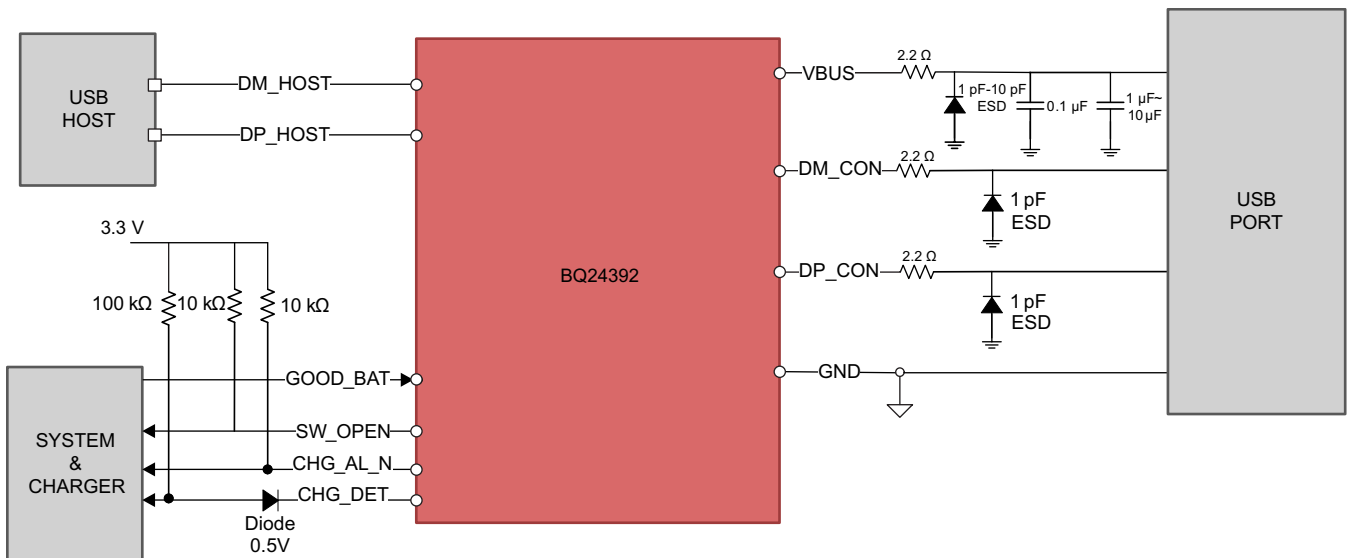 USB
HOST
DM_HOST
DP_HOST
3.3 V
100 kΩ
10 kΩ
10 kΩ
SYSTEM
&
CHARGER
GOOD_BAT
SW_OPEN
CHG_AL_N
CHG_DET
Diode
0.5V
BQ24392
VBUS
2.2 Ω
1 pF-10 pF
ESD
0.1 µF
1 µF~
10 µF
DM_CON
2.2 Ω
1 pF
ESD
DP_CON
2.2 Ω
1 pF
ESD
GND
USB
PORT